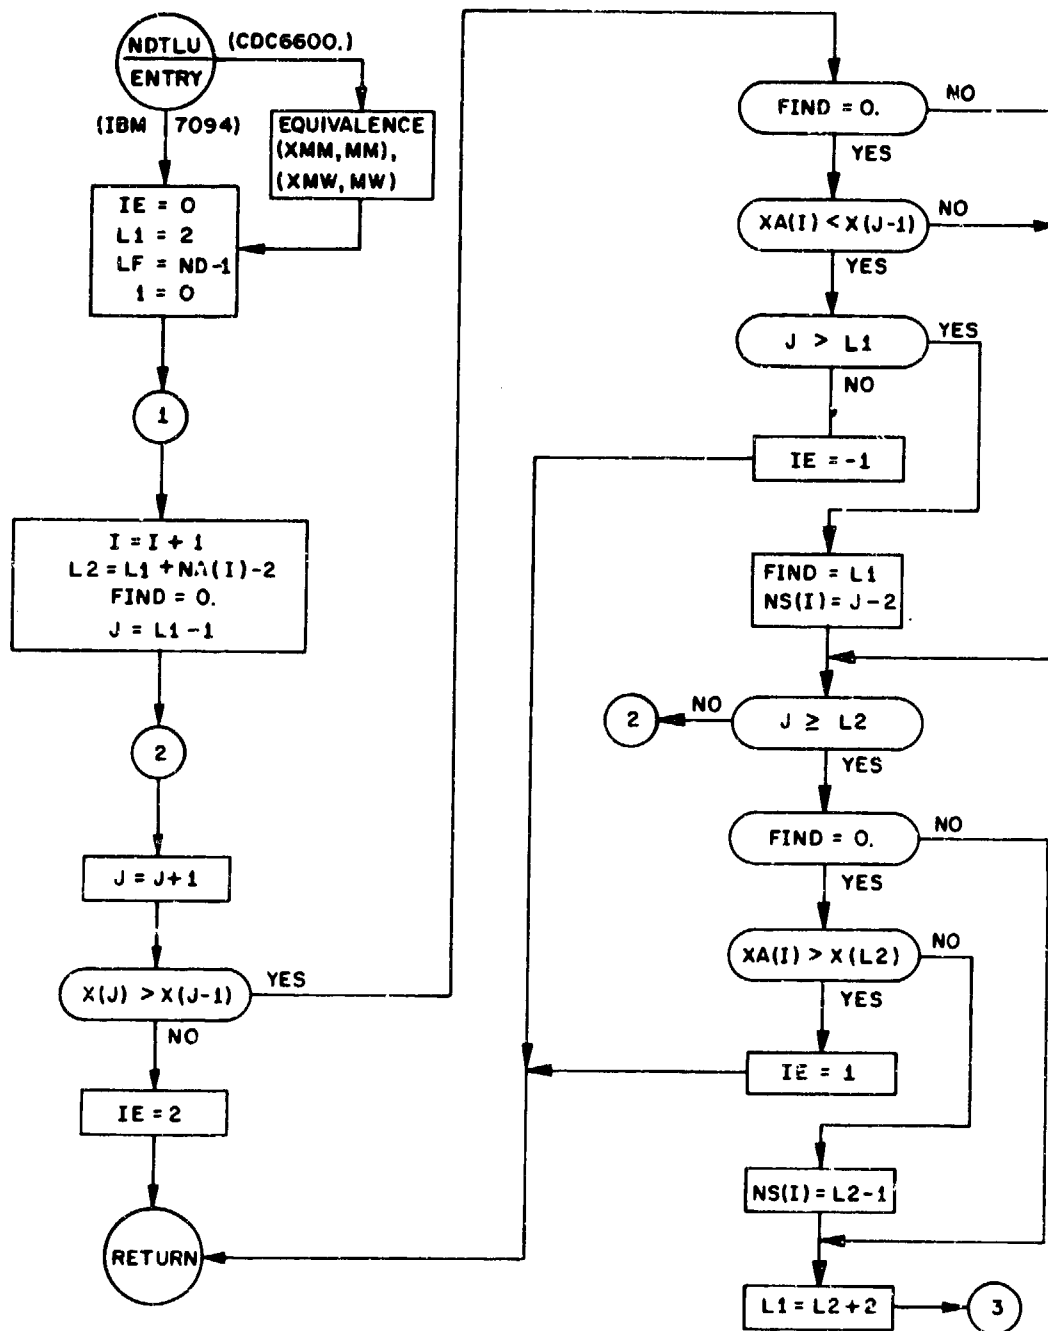 NDTLU
ENTRY
(CDC6600.)
(IBM 7094)
EQUIVALENCE
(XMM,MM),
(XMW,MW)
IE = 0
L1 = 2
LF = ND-1
1 = 0
1
I = I + 1
L2 = L1 + NA(I)-2
FIND = 0.
J = L1-1
2
J = J+1
X(J) > X(J-1)
YES
NO
IE = 2
RETURN
FIND = 0.
NO
YES
XA(I) < X(J-1)
NO
YES
J > L1
YES
NO
IE = -1
FIND = L1
NS(I) = J-2
2
NO
J ≥ L2
YES
FIND = 0.
NO
YES
XA(I) > X(L2)
NO
YES
IE = 1
NS(I) = L2-1
L1 = L2+2
3